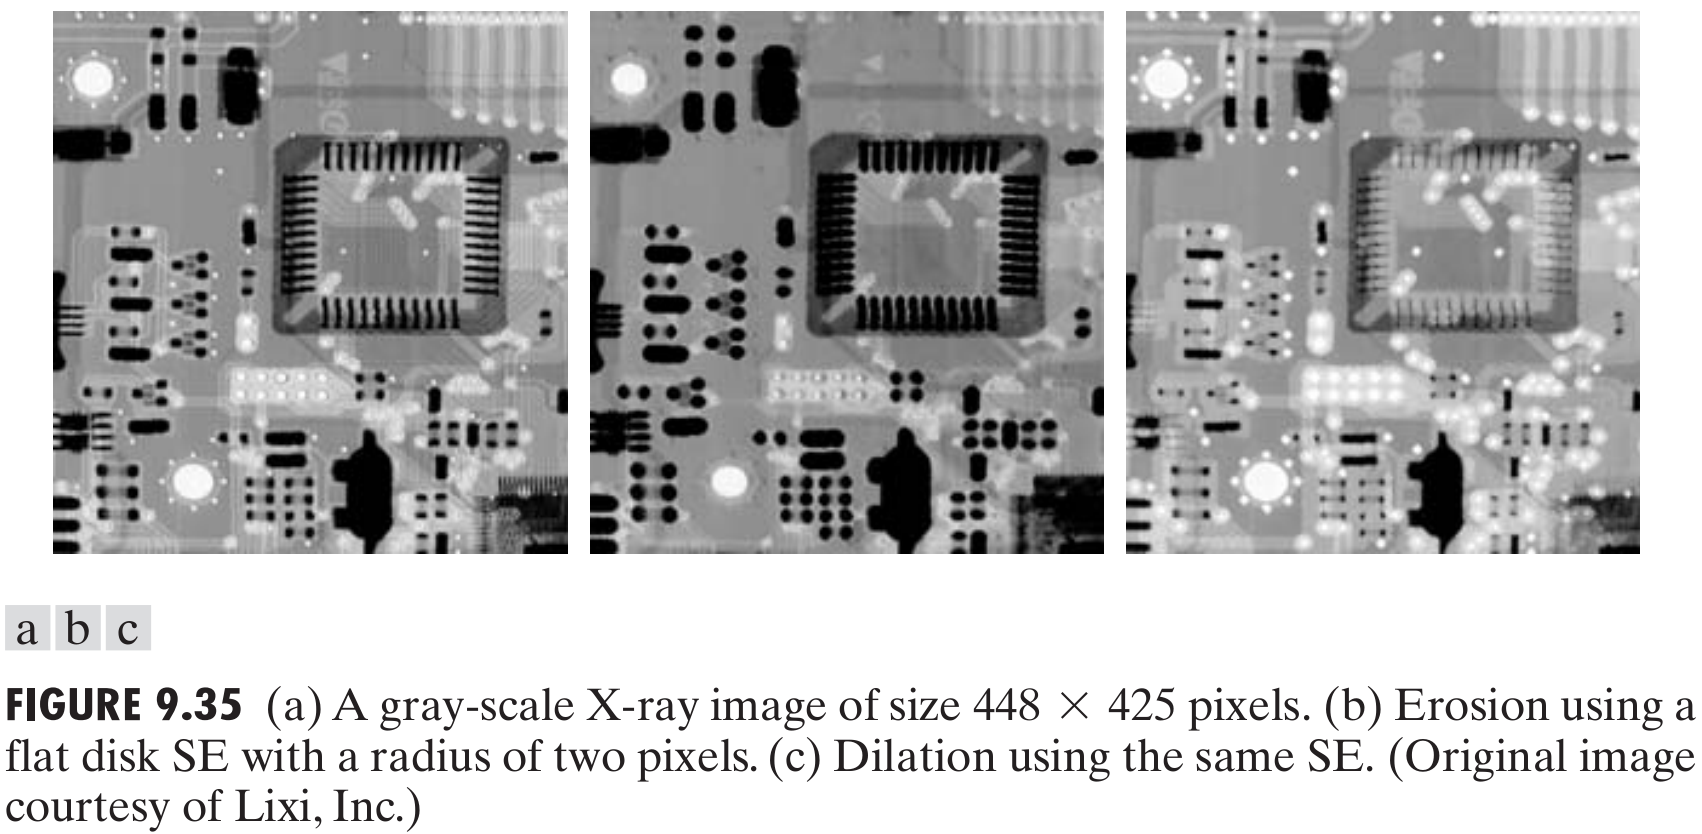 a b c
FIGURE 9.35 (a) A gray-scale X-ray image of size 448 × 425 pixels. (b) Erosion using a
flat disk SE with a radius of two pixels. (c) Dilation using the same SE. (Original image
courtesy of Lixi, Inc.)